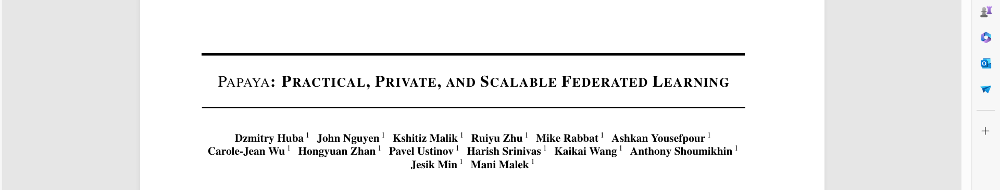 PAPAYA: PRACTICAL, PRIVATE, AND SCALABLE FEDERATED LEARNING
Dzmitry Huba 1 John Nguyen 1 Kshitiz Malik 1 Ruiyu Zhu 1 Mike Rabbat 1 Ashkan Yousefpour 1
Carole-Jean Wu 1 Hongyuan Zhan 1 Pavel Ustinov 1 Harish Srinivas 1 Kaikai Wang 1 Anthony Shoumikhin 1
Jesik Min 1 Mani Malek 1